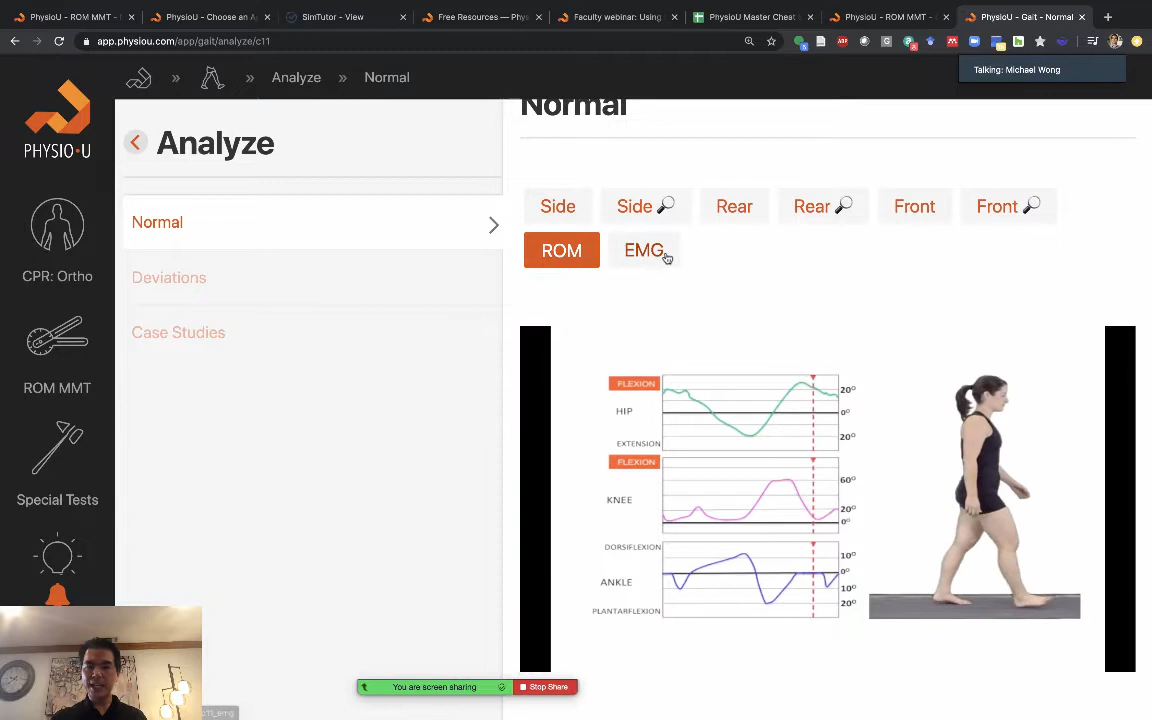 PhysioU - ROM MMT -
PhysioU - Choose an Ap
SimTutor - View
Free Resources — Phys
Faculty webinar: Using
PhysioU Master Cheat
PhysioU - ROM MMT -
PhysioU - Gait - Normal
app.physiou.com/app/gait/analyze/c11
Talking: Michael Wong
» » Analyze » Normal
PHYSIO·U
CPR: Ortho
ROM MMT
Special Tests
Analyze
Normal
Deviations
Case Studies
Normal
Side Side Rear Rear Front Front
ROM EMG
FLEXION
HIP
EXTENSION
20°
0°
20°
FLEXION
KNEE
60°
20°
0°
DORSIFLEXION
ANKLE
PLANTARFLEXION
10°
0°
10°
20°
You are screen sharing Stop Share